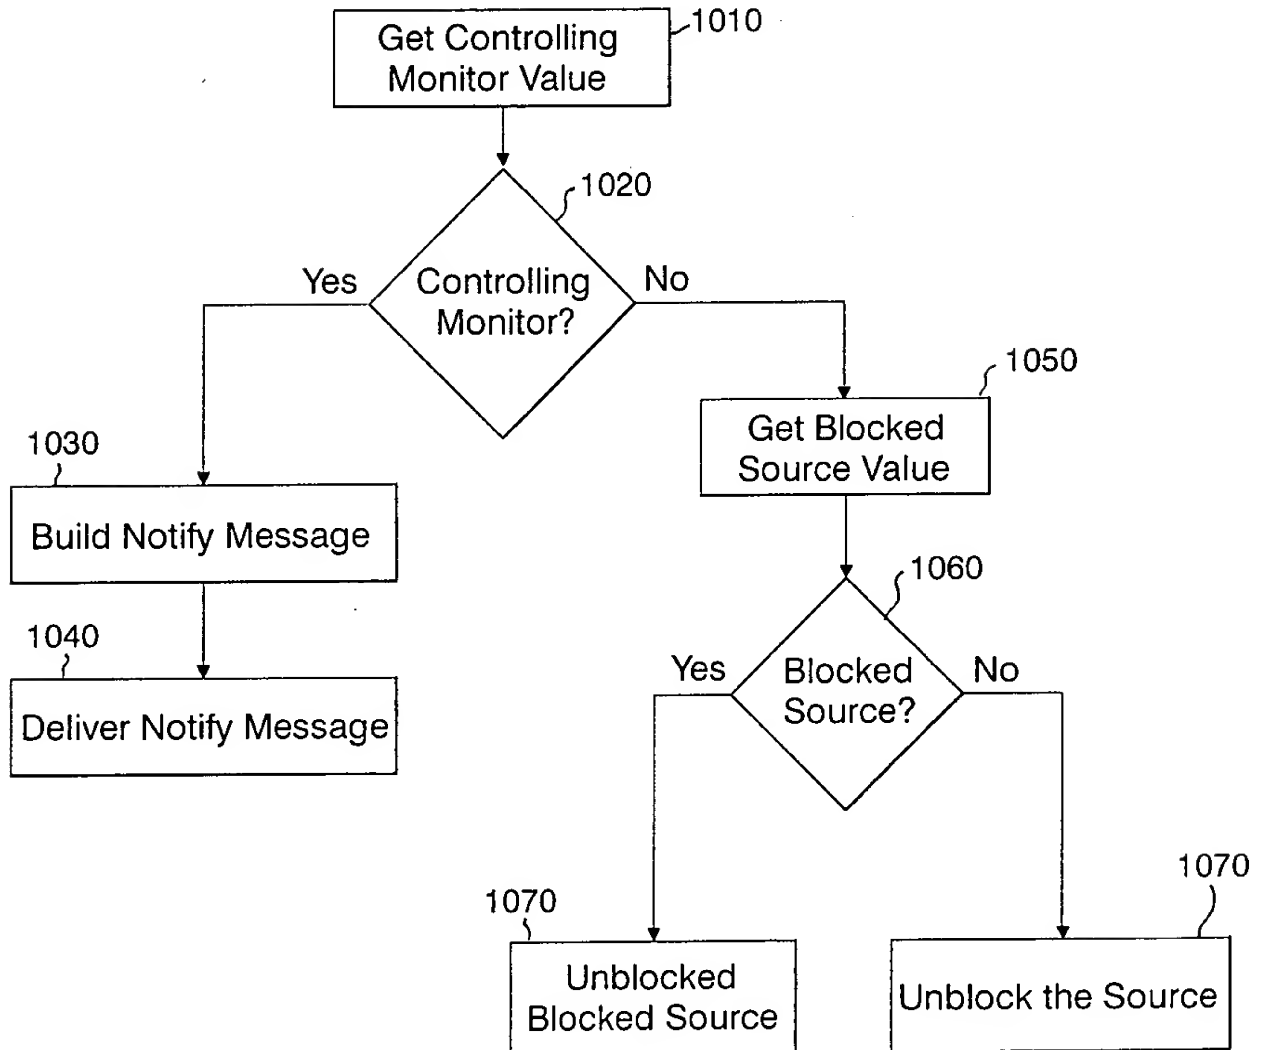 Get Controlling
Monitor Value
1010
1020
Controlling
Monitor?
Yes
No
1030
Build Notify Message
1040
Deliver Notify Message
1050
Get Blocked
Source Value
1060
Blocked
Source?
Yes
No
1070
Unblocked
Blocked Source
1070
Unblock the Source